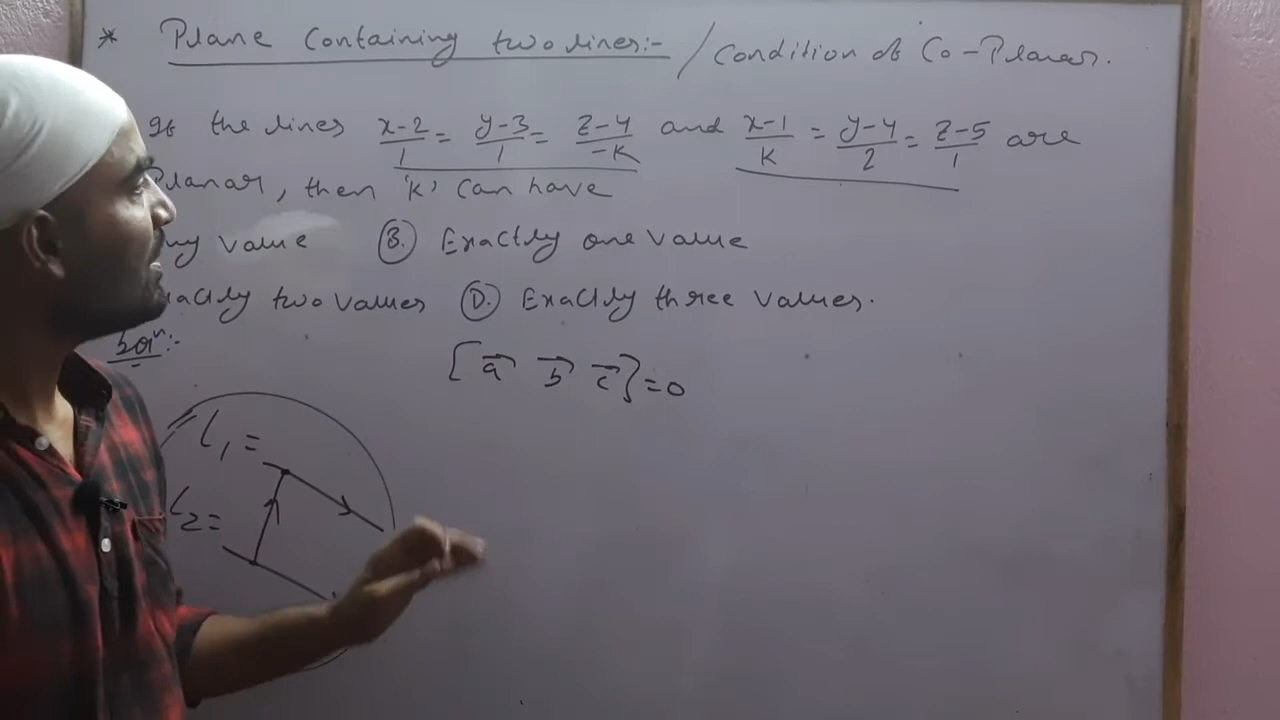 * Plane Containing two lines:- / Condition of Co-Planar.
If the lines x-2/1 = y-3/1 = z-4/-K and x-1/K = y-4/2 = z-5/1 are
Planar, then 'K' can have
value (B.) Exactly one value
two values (D.) Exactly three values.
Solⁿ:-
[a⃗ b⃗ c⃗] = 0
L₁ =
L₂ =